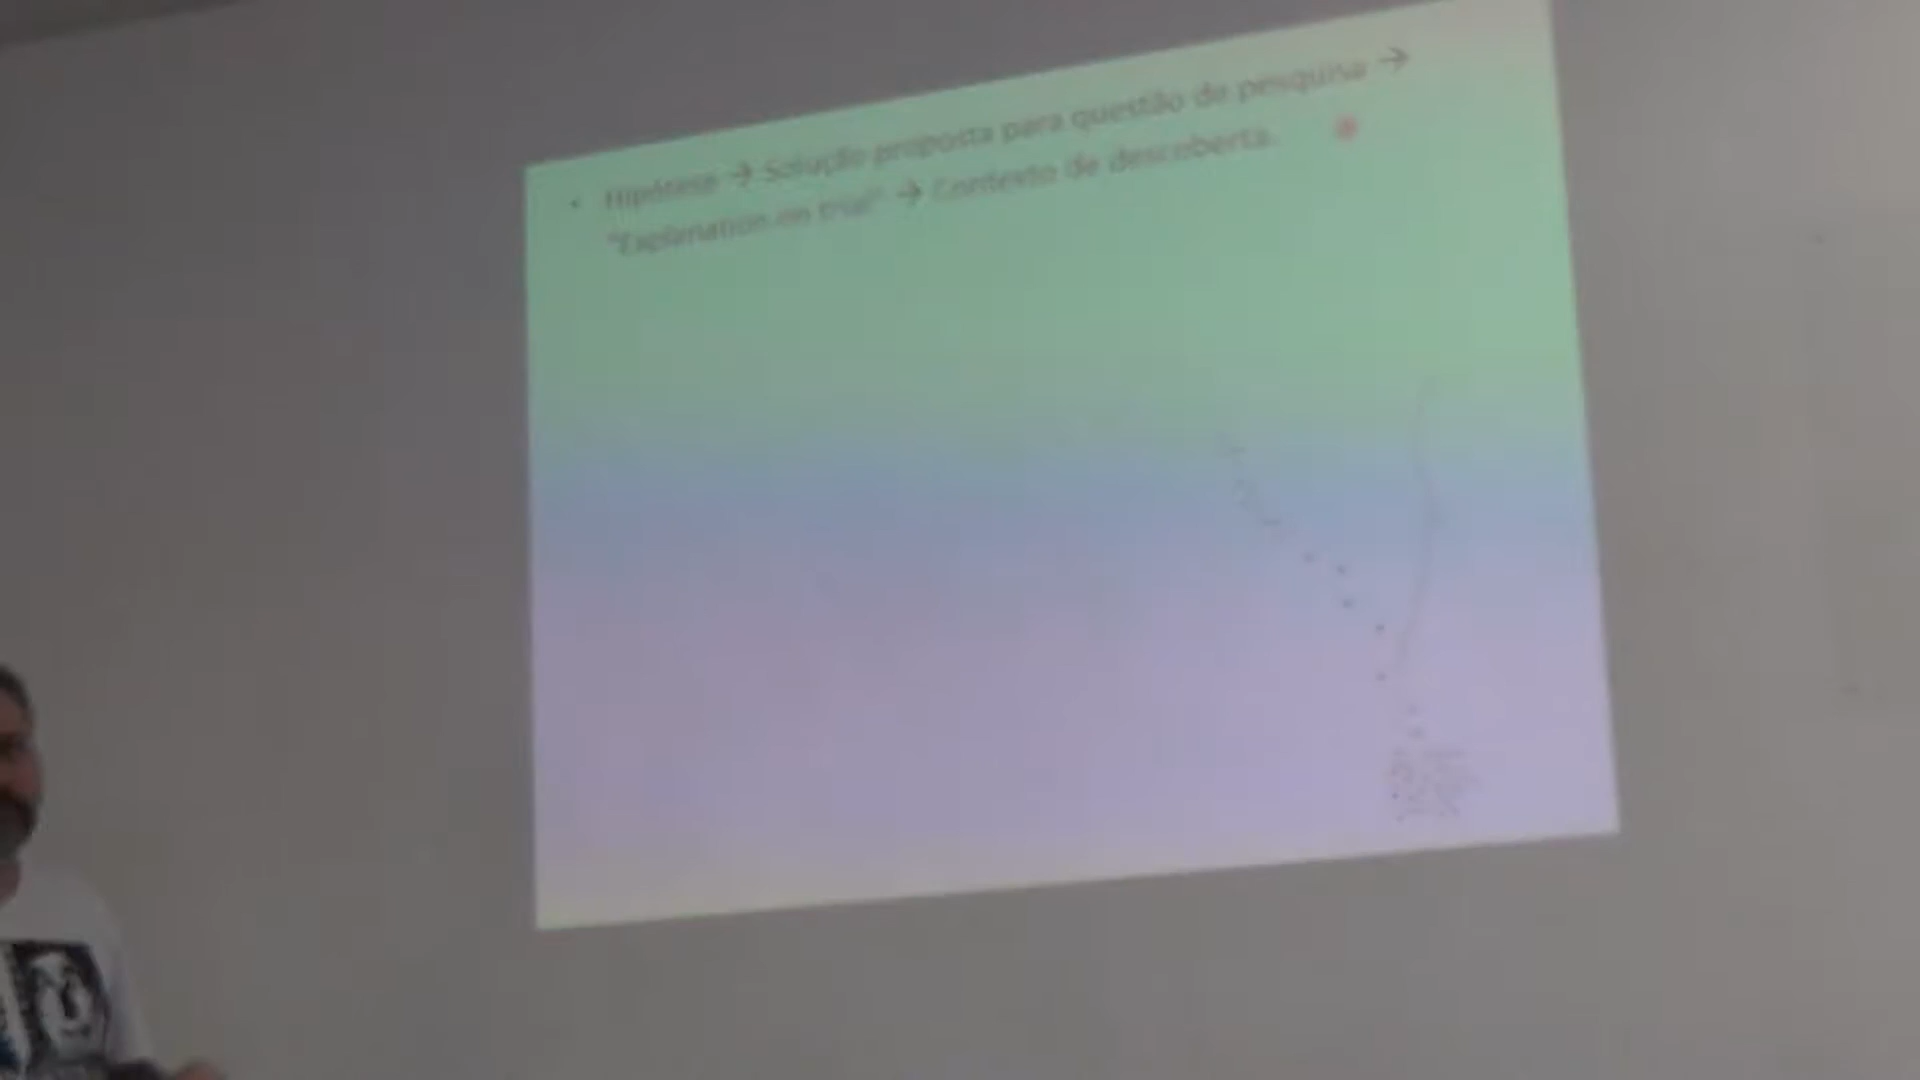 • Hipótese → Solução proposta para questão de pesquisa →
"Explanation on trial" → Contexto de descoberta.